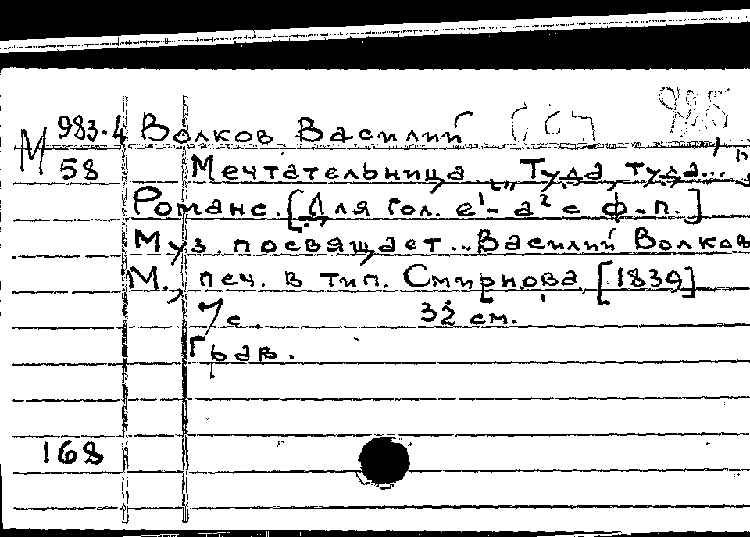 М 983.4 Волков Василий
58 Мечтательница. „Туда, туда...
Романс. [Для гол. e¹- a² с ф-п.]
Муз. посвящает.. Василий Волков
М., печ. в тип. Смирнова [1839]
7с. 32 см.
Грав.
168